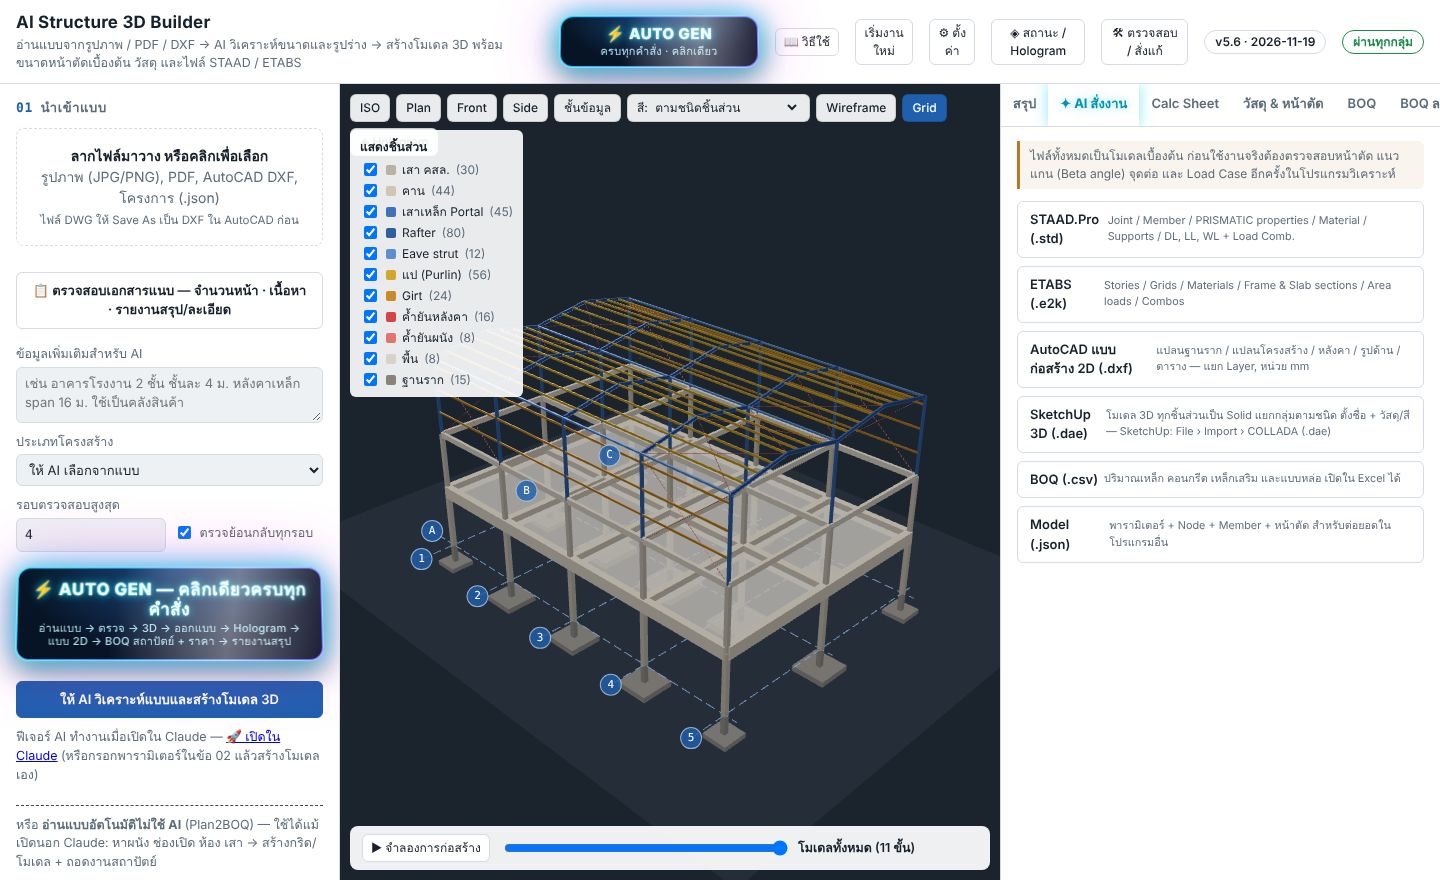 AI Structure 3D Builder
อ่านแบบจากรูปภาพ / PDF / DXF → AI วิเคราะห์ขนาดและรูปร่าง → สร้างโมเดล 3D พร้อม
ขนาดหน้าตัดเบื้องต้น วัสดุ และไฟล์ STAAD / ETABS
⚡ AUTO GEN
ครบทุกคำสั่ง · คลิกเดียว
📖 วิธีใช้
เริ่มงาน
ใหม่
⚙ ตั้ง
ค่า
◈ สถานะ /
Hologram
🛠 ตรวจสอบ
/ สั่งแก้
v5.6 · 2026-11-19
ผ่านทุกกลุ่ม
01 นำเข้าแบบ
ลากไฟล์มาวาง หรือคลิกเพื่อเลือก
รูปภาพ (JPG/PNG), PDF, AutoCAD DXF,
โครงการ (.json)
ไฟล์ DWG ให้ Save As เป็น DXF ใน AutoCAD ก่อน
📋 ตรวจสอบเอกสารแบบ — จำนวนหน้า · เนื้อหา
· รายงานสรุป/ละเอียด
ข้อมูลเพิ่มเติมสำหรับ AI
เช่น อาคารโรงงาน 2 ชั้น ชั้นละ 4 ม. หลังคาเหล็ก
span 16 ม. ใช้เป็นคลังสินค้า
ประเภทโครงสร้าง
ให้ AI เลือกจากแบบ
รอบตรวจสอบสูงสุด
4
ตรวจย้อนกลับทุกรอบ
⚡ AUTO GEN — คลิกเดียวครบทุก
คำสั่ง
อ่านแบบ → ตรวจ → 3D → ออกแบบ → Hologram →
แบบ 2D → BOQ สถาปัตย์ + ราคา → รายงานสรุป
ให้ AI วิเคราะห์แบบและสร้างโมเดล 3D
ฟีเจอร์ AI ทำงานเมื่อเปิดใน Claude — 🚀 เปิดใน
Claude (หรือกรอกพารามิเตอร์ในข้อ 02 แล้วสร้างโมเดล
เอง)
หรือ อ่านแบบอัตโนมัติไม่ใช้ AI (Plan2BOQ) — ใช้ได้แม้
เปิดนอก Claude: หาผนัง ช่องเปิด ห้อง เสา → สร้างกริด/
โมเดล + ถอดงานสถาปัตย์
ISO
Plan
Front
Side
ชั้นข้อมูล
สี: ตามชนิดชิ้นส่วน
Wireframe
Grid
แสดงชิ้นส่วน
เสา คสล. (30)
คาน (44)
เสาเหล็ก Portal (45)
Rafter (80)
Eave strut (12)
แป (Purlin) (56)
Girt (24)
ค้ำยันหลังคา (16)
ค้ำยันผนัง (8)
พื้น (8)
ฐานราก (15)
C
B
A
1
2
3
4
5
▶ จำลองการก่อสร้าง
โมเดลทั้งหมด (11 ขั้น)
สรุป
✦ AI สั่งงาน
Calc Sheet
วัสดุ & หน้าตัด
BOQ
BOQ ส
ไฟล์ทั้งหมดเป็นโมเดลเบื้องต้น ก่อนใช้งานจริงต้องตรวจสอบหน้าตัด แนว
แกน (Beta angle) จุดต่อ และ Load Case อีกครั้งในโปรแกรมวิเคราะห์
STAAD.Pro
(.std)
Joint / Member / PRISMATIC properties / Material /
Supports / DL, LL, WL + Load Comb.
ETABS
(.e2k)
Stories / Grids / Materials / Frame & Slab sections / Area
loads / Combos
AutoCAD แบบ
ก่อสร้าง 2D (.dxf)
แปลนฐานราก / แปลนโครงสร้าง / หลังคา / รูปด้าน /
ตาราง — แยก Layer, หน่วย mm
SketchUp
3D (.dae)
โมเดล 3D ทุกชิ้นส่วนเป็น Solid แยกกลุ่มตามชนิด ตั้งชื่อ + วัสดุ/สี
— SketchUp: File › Import › COLLADA (.dae)
BOQ (.csv)
ปริมาณเหล็ก คอนกรีต เหล็กเสริม และแบบหล่อ เปิดใน Excel ได้
Model
(.json)
พารามิเตอร์ + Node + Member + หน้าตัด สำหรับต่อยอดใน
โปรแกรมอื่น